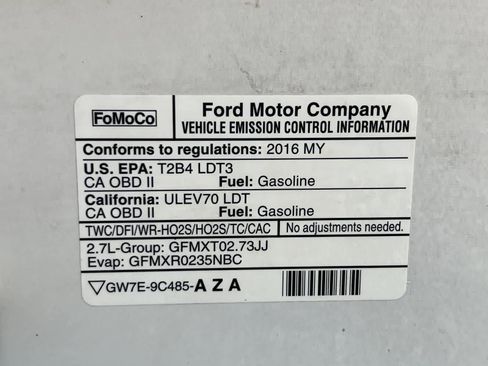 FoMoCo
Ford Motor Company
VEHICLE EMISSION CONTROL INFORMATION
Conforms to regulations: 2016 MY
U.S. EPA: T2B4 LDT3
CA OBD II Fuel: Gasoline
California: ULEV70 LDT
CA OBD II Fuel: Gasoline
TWC/DFI/WR-HO2S/HO2S/TC/CAC No adjustments needed.
2.7L-Group: GFMXT02.73JJ
Evap: GFMXR0235NBC
GW7E-9C485-A Z A